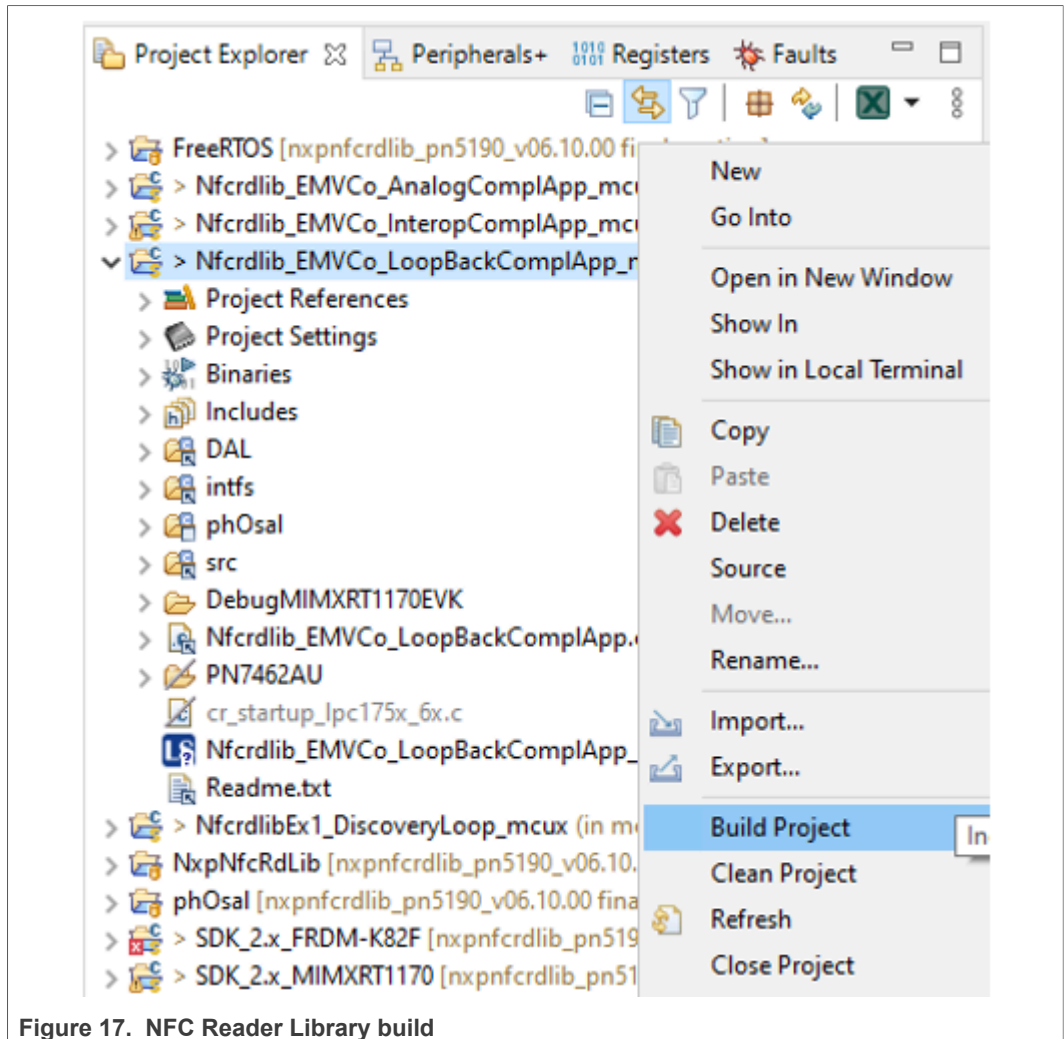 Project Explorer Peripherals+ Registers Faults
FreeRTOS [nxpnfcrdlib_pn5190_v06.10.00
> Nfcrdlib_EMVCo_AnalogComplApp_mcu
> Nfcrdlib_EMVCo_InteropComplApp_mcu
> Nfcrdlib_EMVCo_LoopBackComplApp_
Project References
Project Settings
Binaries
Includes
DAL
intfs
phOsal
src
DebugMIMXRT1170EVK
Nfcrdlib_EMVCo_LoopBackComplApp.
PN7462AU
cr_startup_lpc175x_6x.c
Nfcrdlib_EMVCo_LoopBackComplApp_
Readme.txt
> NfcrdlibEx1_DiscoveryLoop_mcux (in
NxpNfcRdLib [nxpnfcrdlib_pn5190_v06.10.
phOsal [nxpnfcrdlib_pn5190_v06.10.00 fina
> SDK_2.x_FRDM-K82F [nxpnfcrdlib_pn519
> SDK_2.x_MIMXRT1170 [nxpnfcrdlib_pn51
New
Go Into
Open in New Window
Show In
Show in Local Terminal
Copy
Paste
Delete
Source
Move...
Rename...
Import...
Export...
Build Project
In
Clean Project
Refresh
Close Project
Figure 17. NFC Reader Library build